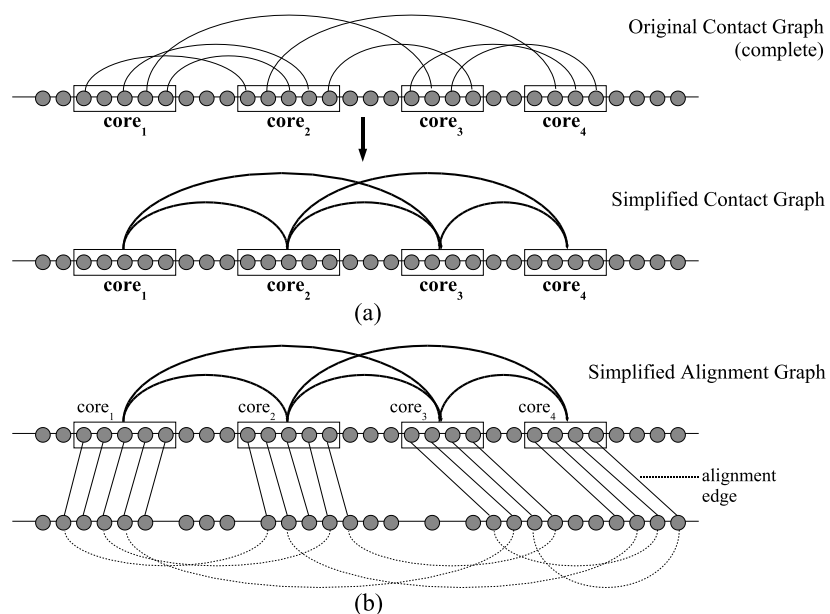 Original Contact Graph
(complete)
core1 core2 core3 core4
Simplified Contact Graph
core1 core2 core3 core4
(a)
Simplified Alignment Graph
core1 core2 core3 core4
alignment
edge
(b)